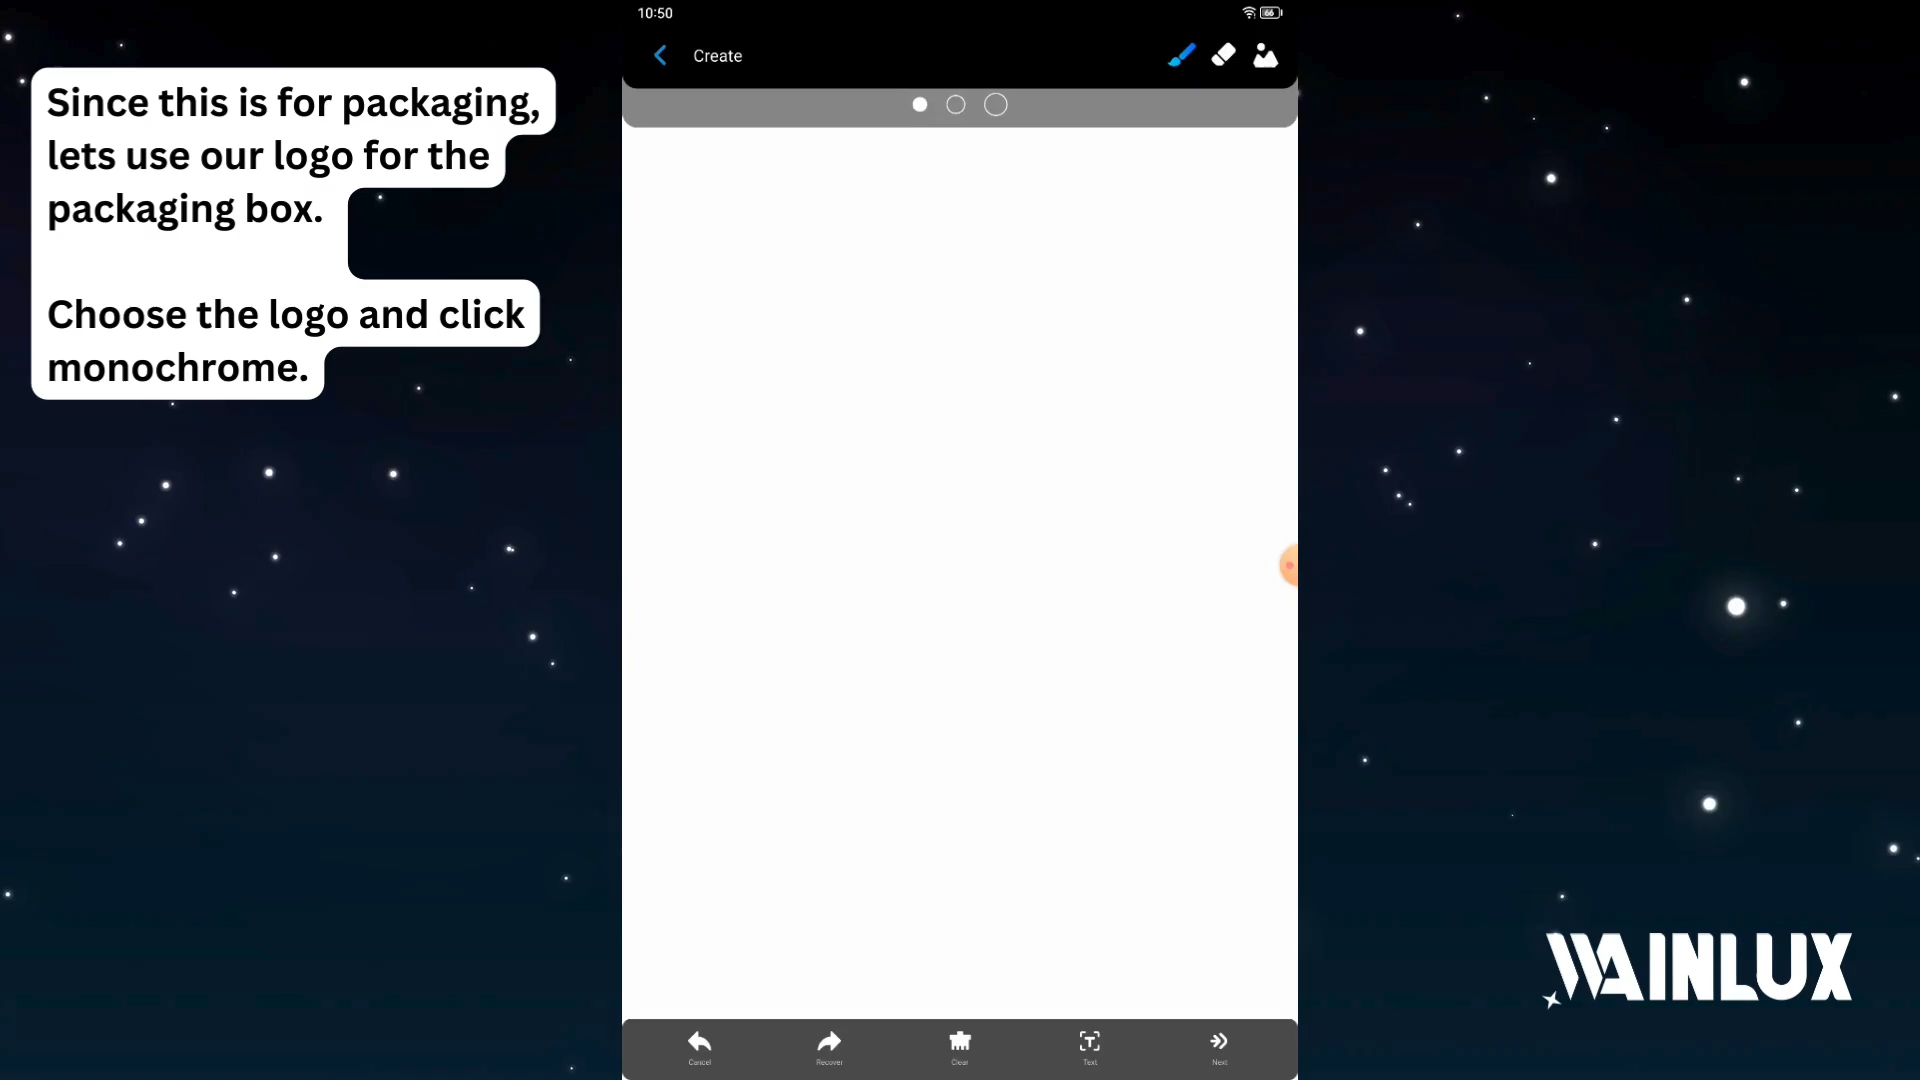 10:50
66
Create
Since this is for packaging,
lets use our logo for the
packaging box.
Choose the logo and click
monochrome.
WAINLUX
Cancel
Recover
Clear
Text
Next